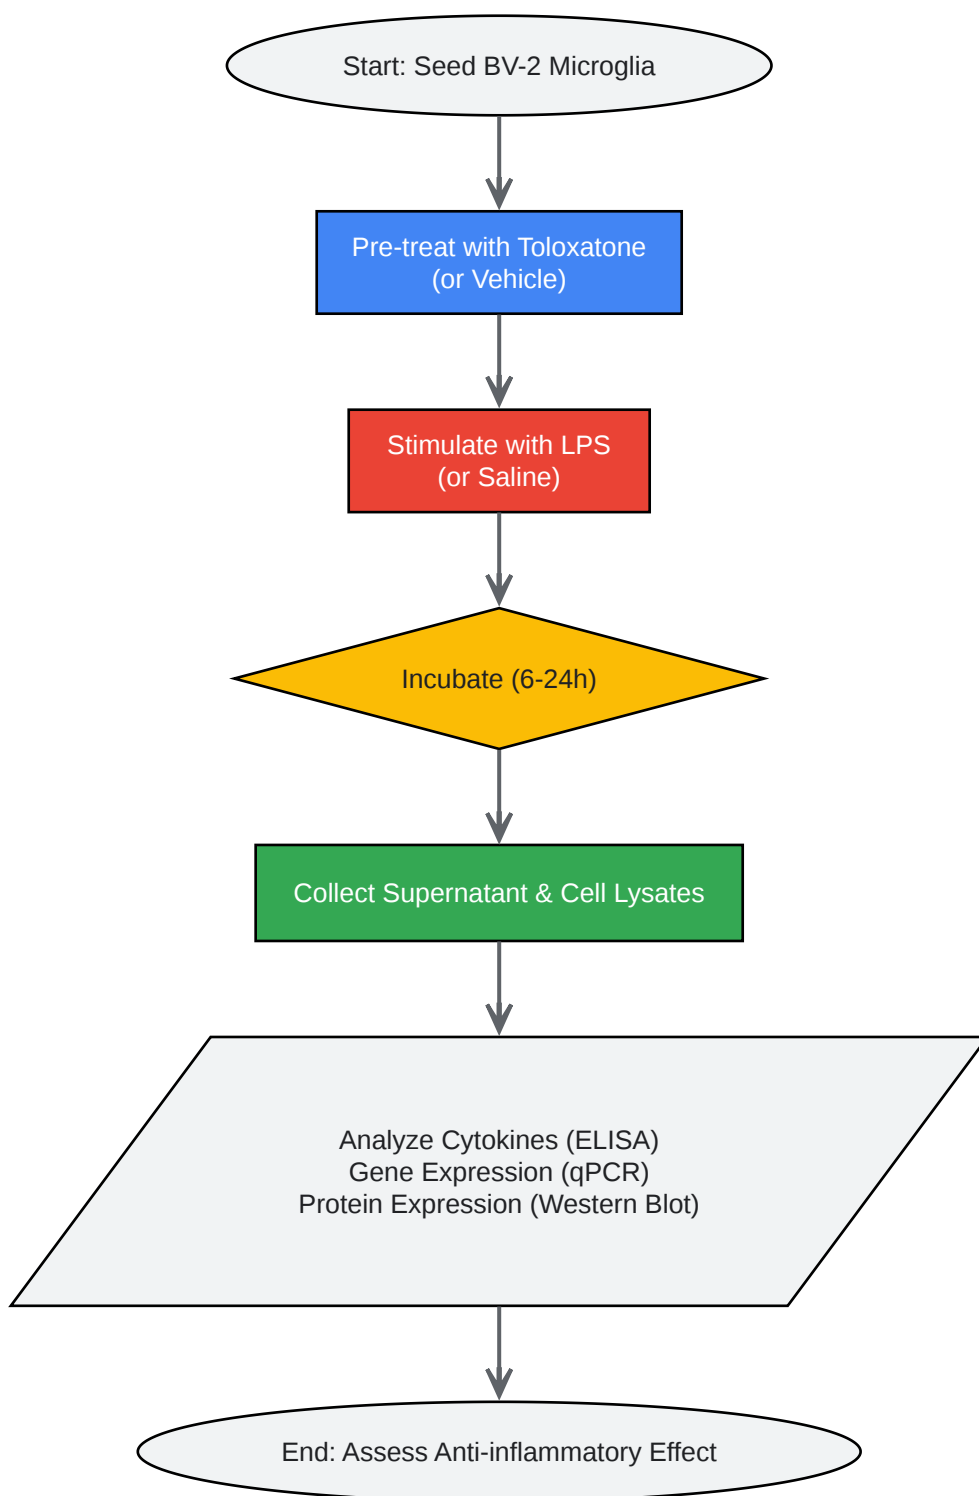 Start: Seed BV-2 Microglia
Pre-treat with Toloxatone
(or Vehicle)
Stimulate with LPS
(or Saline)
Incubate (6-24h)
Collect Supernatant & Cell Lysates
Analyze Cytokines (ELISA)
Gene Expression (qPCR)
Protein Expression (Western Blot)
End: Assess Anti-inflammatory Effect